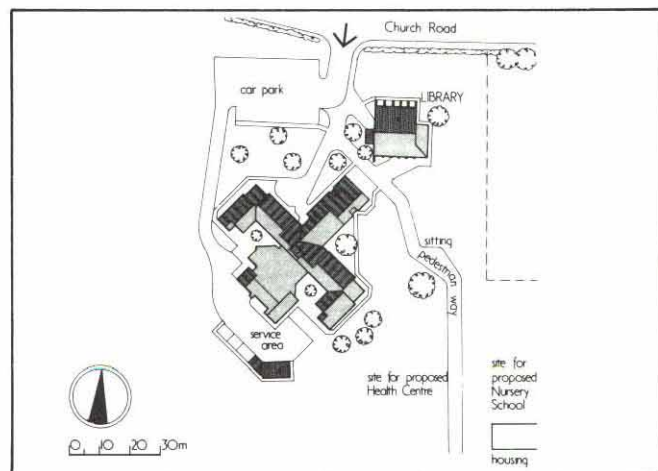 Church Road
car park
LIBRARY
sitting
pedestrian way
service
area
site for proposed
Health Centre
site for
proposed
Nursery
School
housing
0 10 20 30m